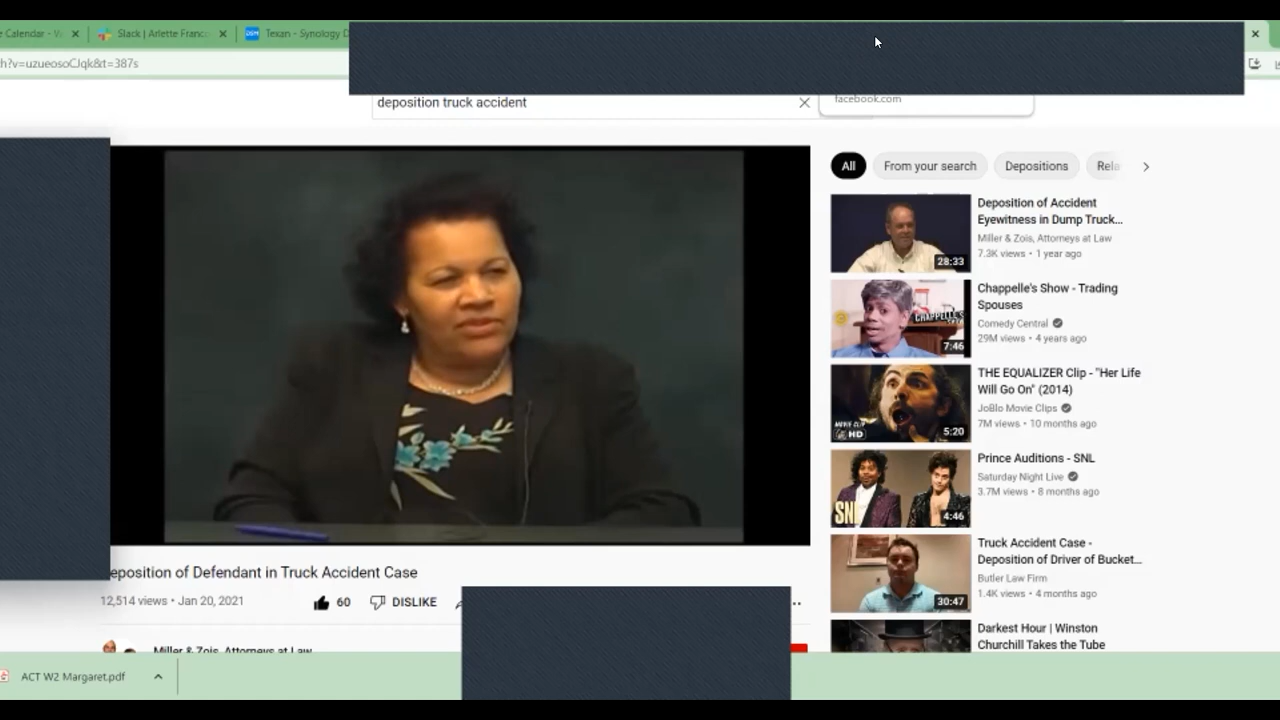 e Calendar - W
Slack | Arlette Franc
Texan - Synology D
h?v=uzueosoCJqk&t=387s
deposition truck accident
facebook.com
All
From your search
Depositions
Rela
Deposition of Accident
Eyewitness in Dump Truck...
Miller & Zois, Attorneys at Law
7.3K views • 1 year ago
28:33
Chappelle's Show - Trading
Spouses
Comedy Central
29M views • 4 years ago
CHAPPELLE'S
7:46
THE EQUALIZER Clip - "Her Life
Will Go On" (2014)
JoBlo Movie Clips
7M views • 10 months ago
MOVIE CLIP
HD
5:20
Prince Auditions - SNL
Saturday Night Live
3.7M views • 8 months ago
SNL
4:46
Truck Accident Case -
Deposition of Driver of Bucket...
Butler Law Firm
1.4K views • 4 months ago
30:47
Darkest Hour | Winston
Churchill Takes the Tube
eposition of Defendant in Truck Accident Case
12,514 views • Jan 20, 2021
60
DISLIKE
Miller & Zois, Attorneys at Law
ACT W2 Margaret.pdf